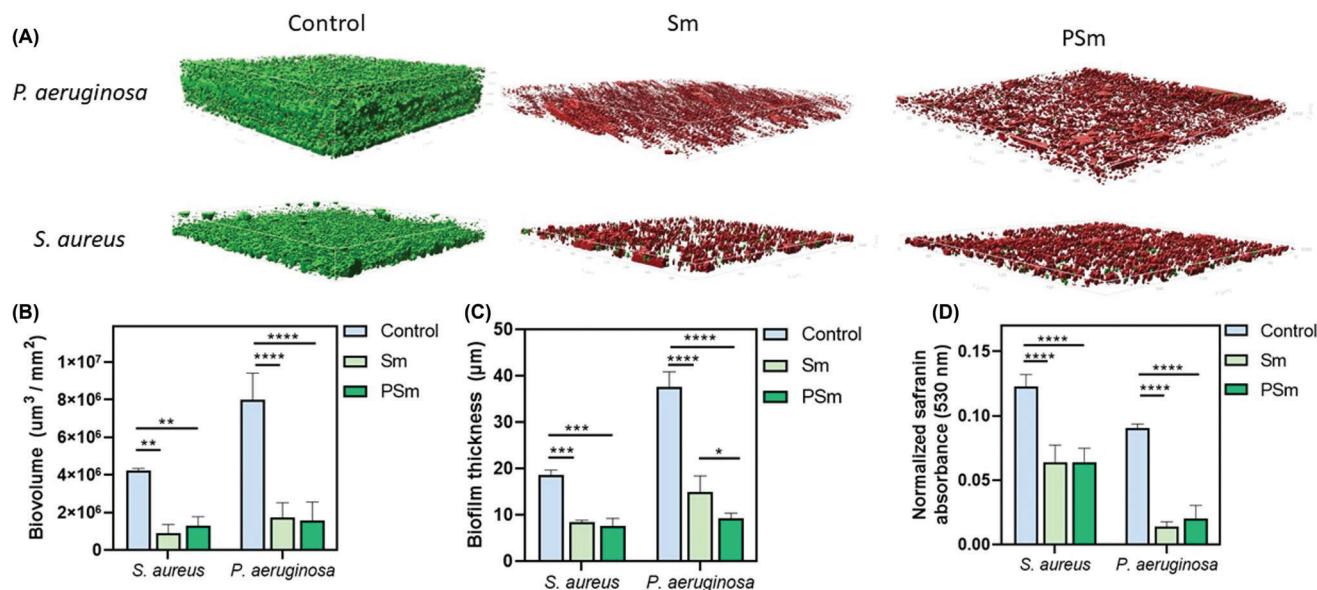 (A)
Control
Sm
PSm
P. aeruginosa
S. aureus
(B)
Biovolume (um³ / mm²)
1×10⁷
8×10⁶
6×10⁶
4×10⁶
2×10⁶
0
**
**
****
****
S. aureus
P. aeruginosa
Control
Sm
PSm
(C)
Biofilm thickness (µm)
50
40
30
20
10
0
***
***
****
****
*
S. aureus
P. aeruginosa
Control
Sm
PSm
(D)
Normalized safranin
absorbance (530 nm)
0.15
0.10
0.05
0.00
****
****
****
****
S. aureus
P. aeruginosa
Control
Sm
PSm